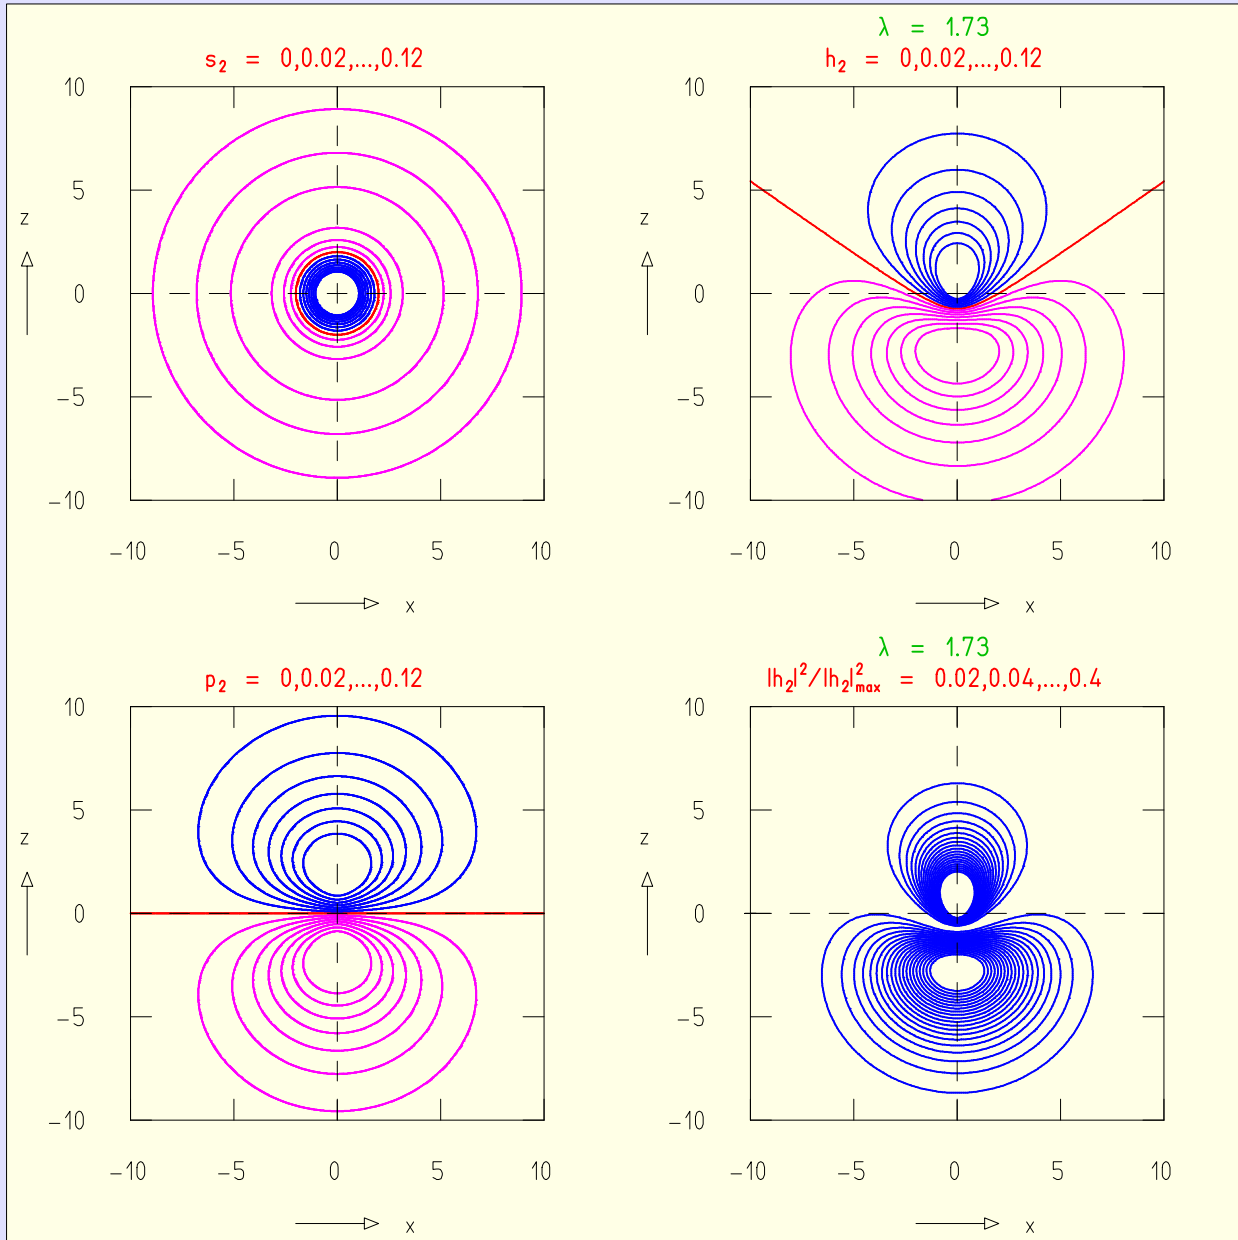 s₂ = 0,0.02,...,0.12
10
5
0
−5
−10
z
−10 −5 0 5 10
x
λ = 1.73
h₂ = 0,0.02,...,0.12
10
5
0
−5
−10
z
−10 −5 0 5 10
x
p₂ = 0,0.02,...,0.12
10
5
0
−5
−10
z
−10 −5 0 5 10
x
λ = 1.73
|h₂|²/|h₂|²max = 0.02,0.04,...,0.4
10
5
0
−5
−10
z
−10 −5 0 5 10
x